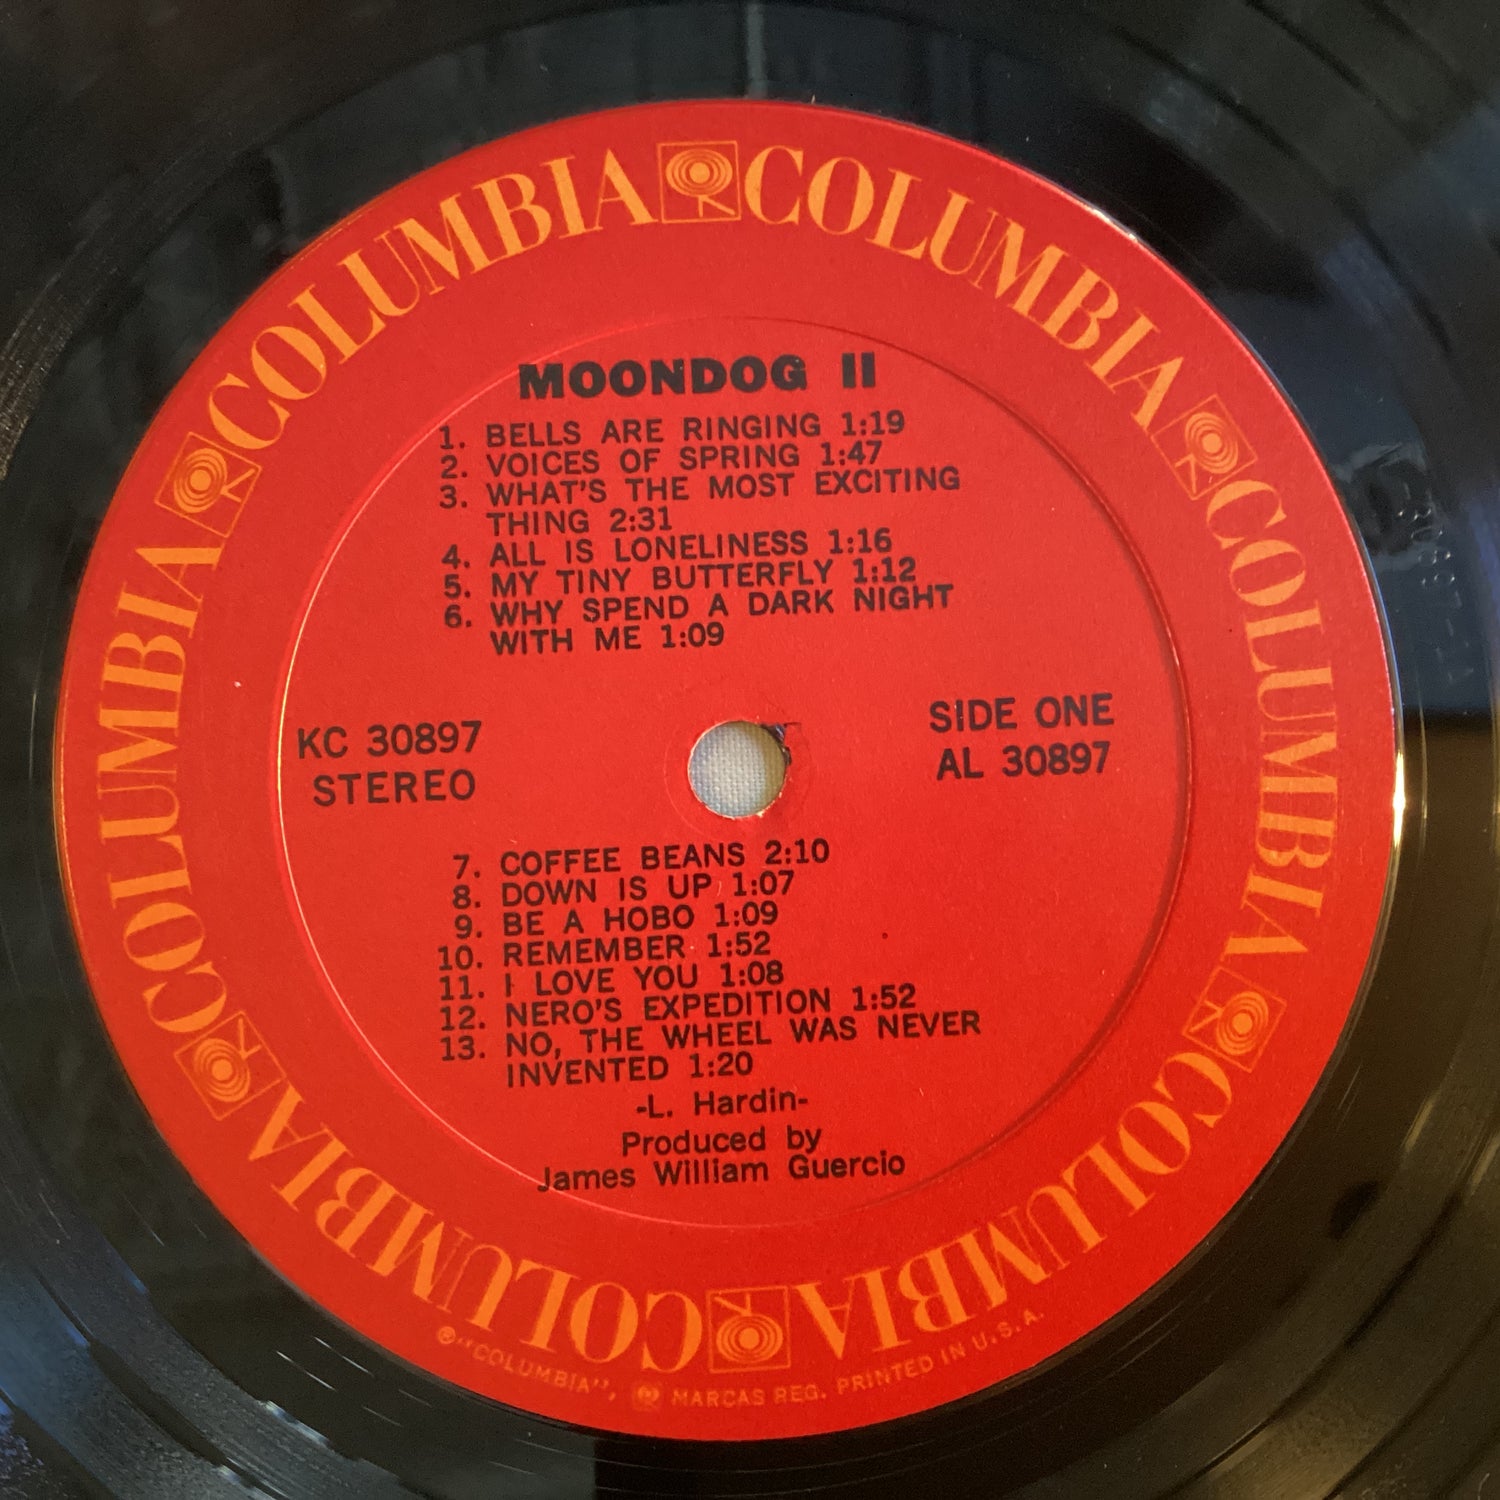 COLUMBIA COLUMBIA COLUMBIA COLUMBIA COLUMBIA COLUMBIA
MOONDOG II
1. BELLS ARE RINGING 1:19
2. VOICES OF SPRING 1:47
3. WHAT'S THE MOST EXCITING
THING 2:31
4. ALL IS LONELINESS 1:16
5. MY TINY BUTTERFLY 1:12
6. WHY SPEND A DARK NIGHT
WITH ME 1:09
KC 30897
STEREO
SIDE ONE
AL 30897
7. COFFEE BEANS 2:10
8. DOWN IS UP 1:07
9. BE A HOBO 1:09
10. REMEMBER 1:52
11. I LOVE YOU 1:08
12. NERO'S EXPEDITION 1:52
13. NO, THE WHEEL WAS NEVER
INVENTED 1:20
-L. Hardin-
Produced by
James William Guercio
®"COLUMBIA", MARCAS REG. PRINTED IN U.S.A.